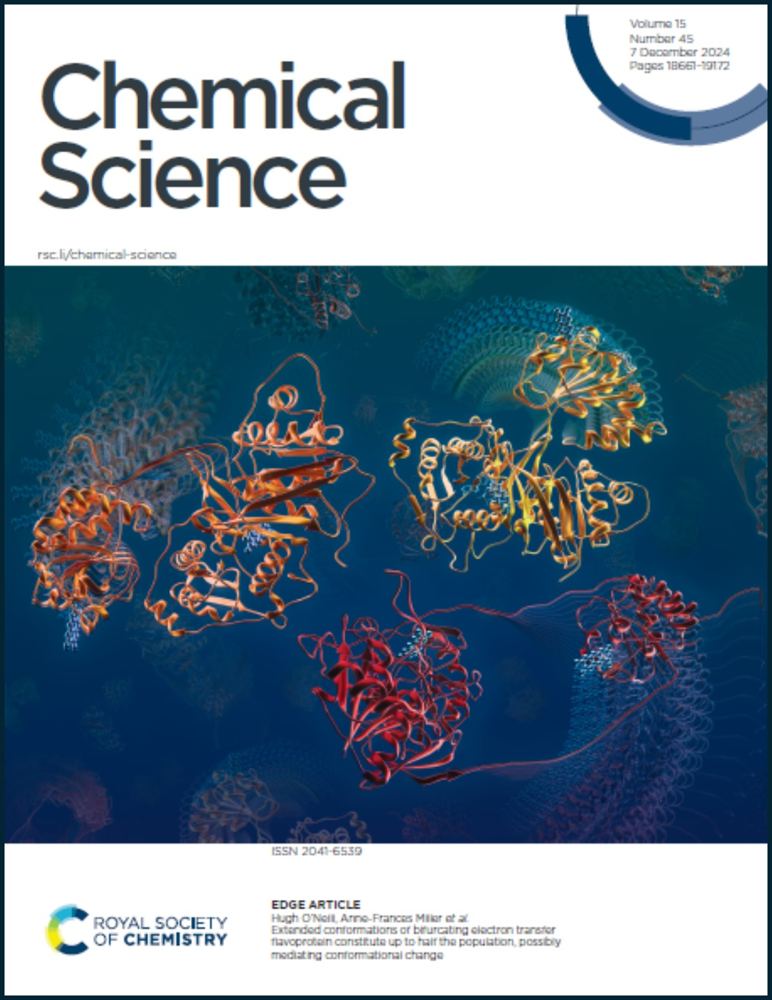 Volume 15
Number 45
7 December 2024
Pages 18661-19172
Chemical
Science
rsc.li/chemical-science
ISSN 2041-6539
EDGE ARTICLE
Hugh O'Neill, Anne-Frances Miller et al.
Extended conformations of bifurcating electron transfer
flavoprotein constitute up to half the population, possibly
mediating conformational change
ROYAL SOCIETY
OF CHEMISTRY